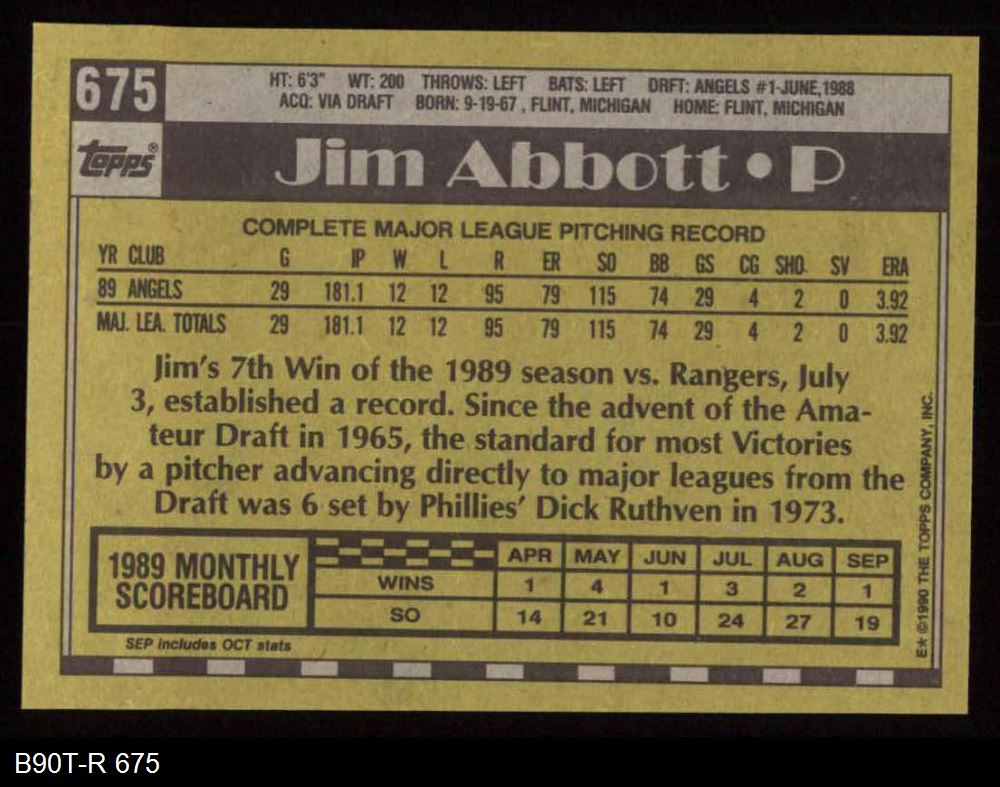 675
HT: 6'3" WT: 200 THROWS: LEFT BATS: LEFT DRFT: ANGELS #1-JUNE,1988
ACQ: VIA DRAFT BORN: 9-19-67 , FLINT, MICHIGAN HOME: FLINT, MICHIGAN
topps®
Jim Abbott • P
COMPLETE MAJOR LEAGUE PITCHING RECORD
YR CLUB G IP W L R ER SO BB GS CG SHO. SV ERA
89 ANGELS 29 181.1 12 12 95 79 115 74 29 4 2 0 3.92
MAJ. LEA. TOTALS 29 181.1 12 12 95 79 115 74 29 4 2 0 3.92
Jim's 7th Win of the 1989 season vs. Rangers, July
3, established a record. Since the advent of the Ama-
teur Draft in 1965, the standard for most Victories
by a pitcher advancing directly to major leagues from the
Draft was 6 set by Phillies' Dick Ruthven in 1973.
1989 MONTHLY
SCOREBOARD
APR MAY JUN JUL AUG SEP
WINS 1 4 1 3 2 1
SO 14 21 10 24 27 19
SEP includes OCT stats
E* ©1990 THE TOPPS COMPANY, INC.
B90T-R 675